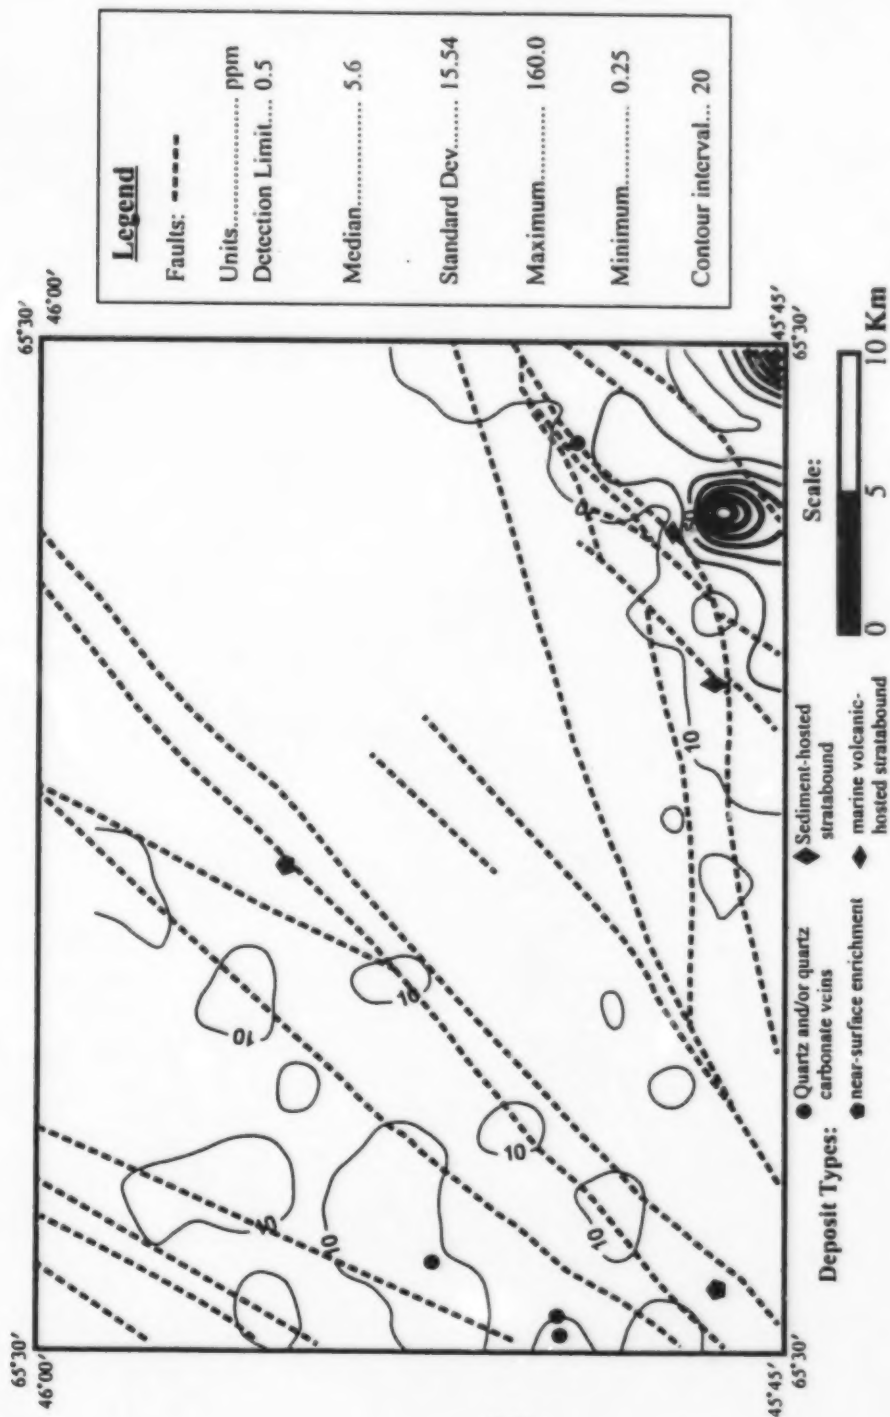 65°30'
46°00'
65°30'
46°00'
10
10
10
10
10
10
10
50
45°45'
65°30'
45°45'
65°30'
Legend
Faults:
Units..................... ppm
Detection Limit.... 0.5
Median.................. 5.6
Standard Dev........ 15.54
Maximum............ 160.0
Minimum............. 0.25
Contour interval... 20
Scale:
0 5 10 Km
Deposit Types:
Quartz and/or quartz
carbonate veins
near-surface enrichment
Sediment-hosted
stratabound
marine volcanic-
hosted stratabound